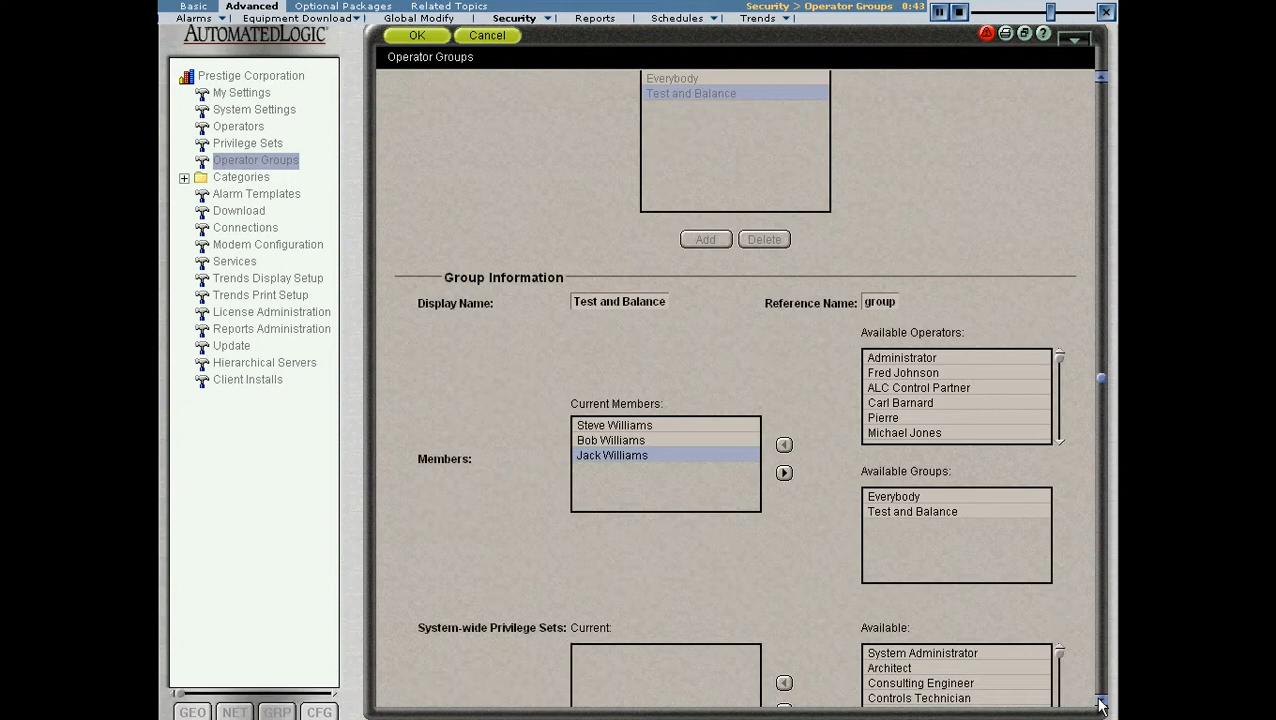 Basic Advanced Optional Packages Related Topics Security > Operator Groups 0:43
Alarms Equipment Download Global Modify Security Reports Schedules Trends
AUTOMATEDLOGIC
OK Cancel
Operator Groups
Prestige Corporation
My Settings
System Settings
Operators
Privilege Sets
Operator Groups
Categories
Alarm Templates
Download
Connections
Modem Configuration
Services
Trends Display Setup
Trends Print Setup
License Administration
Reports Administration
Update
Hierarchical Servers
Client Installs
GEO NET GRP CFG
Everybody
Test and Balance
Add Delete
Group Information
Display Name: Test and Balance Reference Name: group
Available Operators:
Administrator
Fred Johnson
ALC Control Partner
Carl Barnard
Pierre
Michael Jones
Current Members:
Steve Williams
Bob Williams
Jack Williams
Members:
Available Groups:
Everybody
Test and Balance
System-wide Privilege Sets: Current: Available:
System Administrator
Architect
Consulting Engineer
Controls Technician